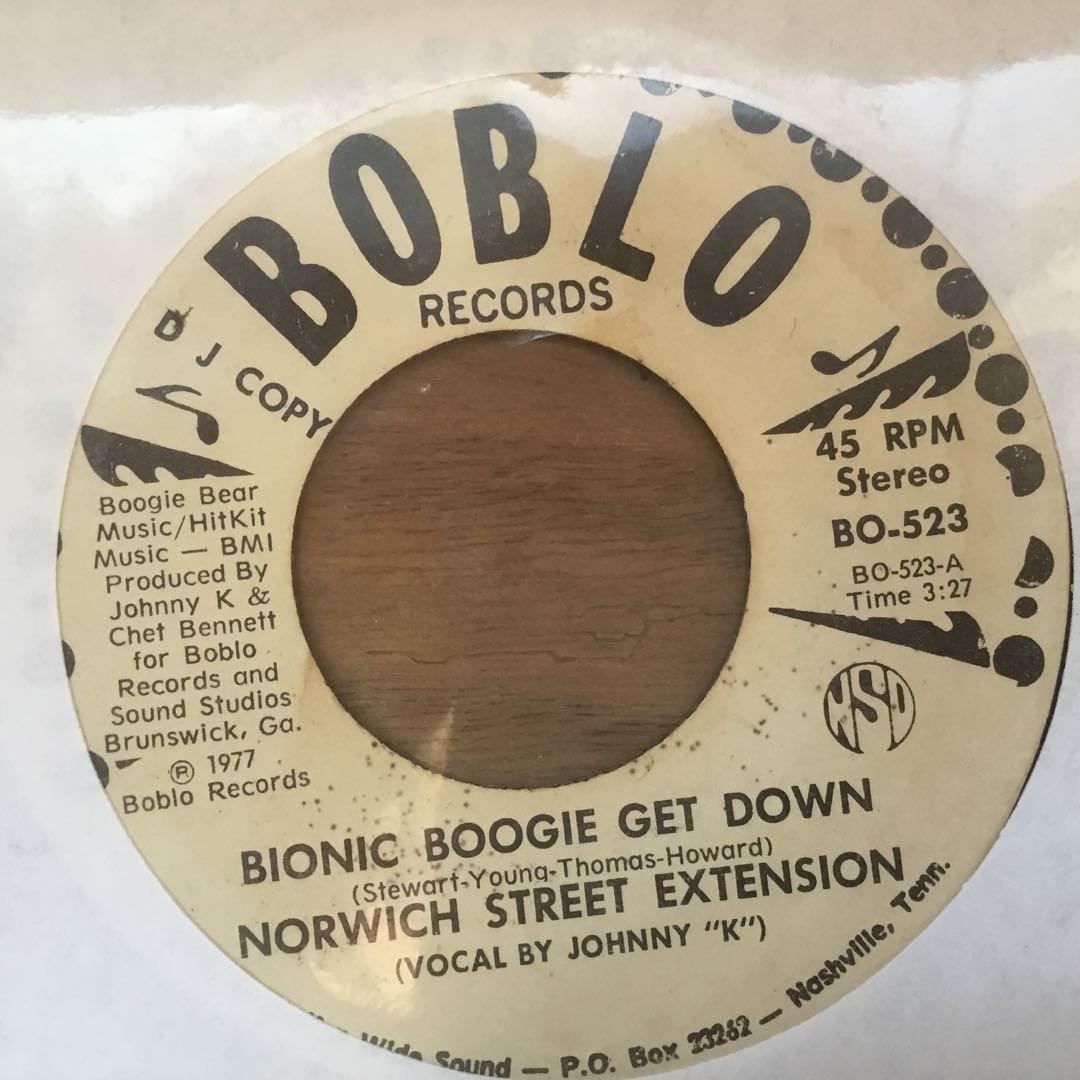 BOBLO
RECORDS
D J COPY
Boogie Bear
Music/HitKit
Music — BMI
Produced By
Johnny K &
Chet Bennett
for Boblo
Records and
Sound Studios
Brunswick, Ga.
Ⓟ 1977
Boblo Records
45 RPM
Stereo
BO-523
BO-523-A
Time 3:27
NSD
BIONIC BOOGIE GET DOWN
(Stewart-Young-Thomas-Howard)
NORWICH STREET EXTENSION
(VOCAL BY JOHNNY "K")
Wide Sound — P.O. Box 23262 — Nashville, Tenn.